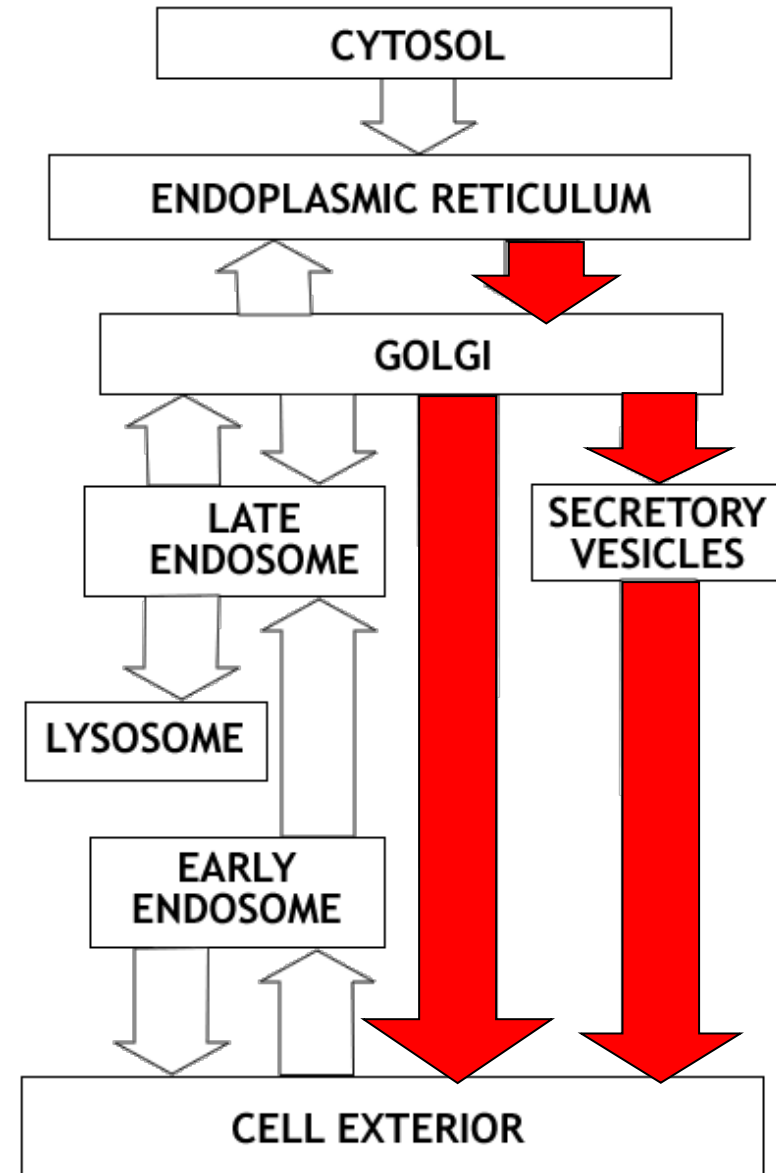 CYTOSOL
ENDOPLASMIC RETICULUM
GOLGI
LATE
ENDOSOME
SECRETORY
VESICLES
LYSOSOME
EARLY
ENDOSOME
CELL EXTERIOR